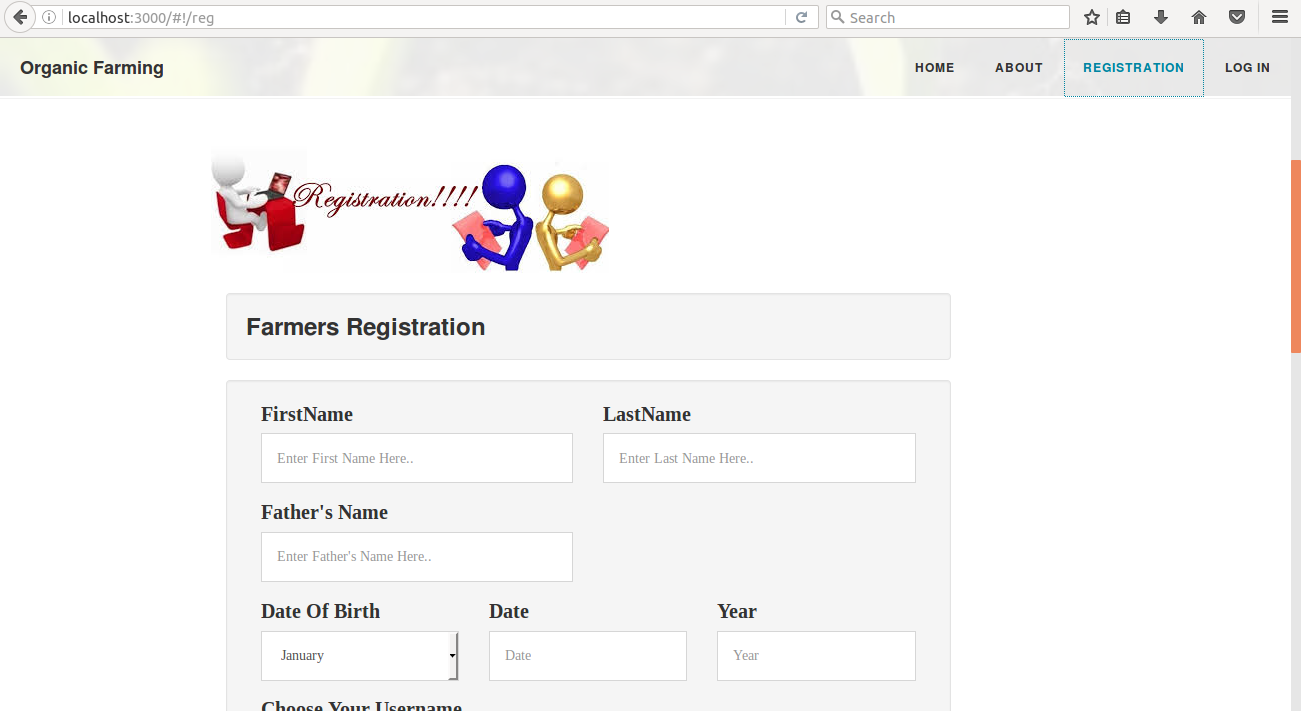 localhost:3000/#!/reg
Search
Organic Farming
HOME
ABOUT
REGISTRATION
LOG IN
Registration!!!!
Farmers Registration
FirstName
LastName
Enter First Name Here..
Enter Last Name Here..
Father's Name
Enter Father's Name Here..
Date Of Birth
Date
Year
January
Date
Year
Choose Your Username